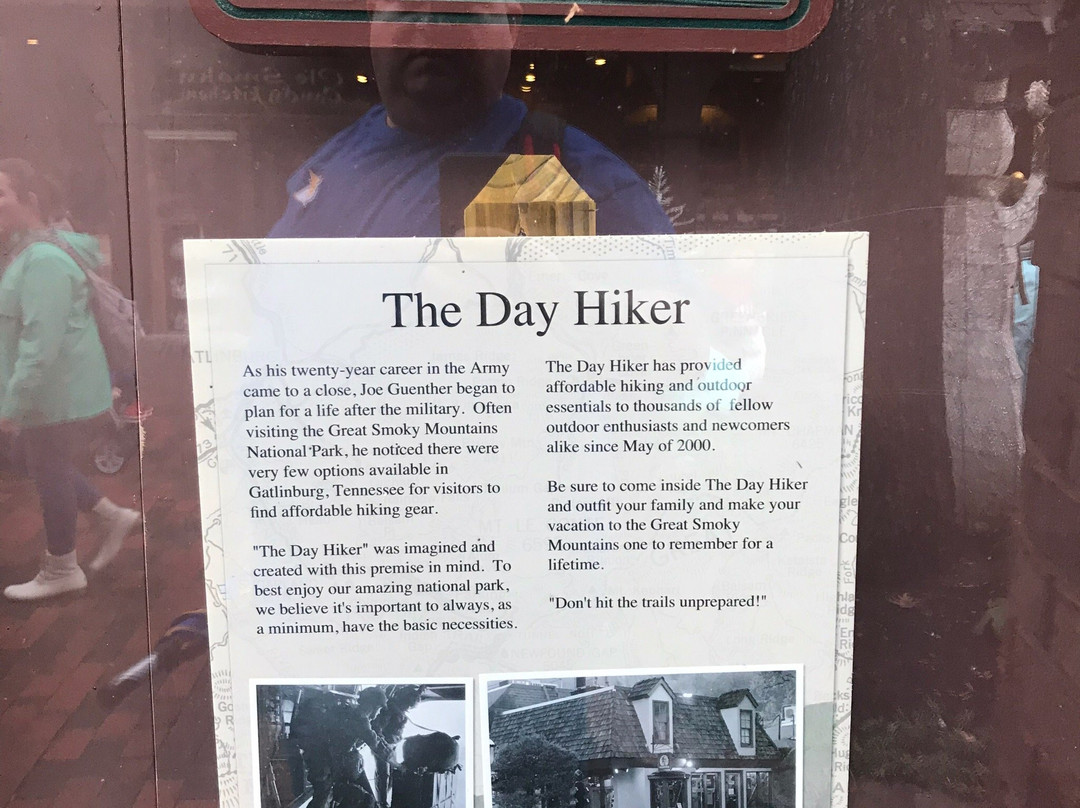 The Day Hiker
As his twenty-year career in the Army
came to a close, Joe Guenther began to
plan for a life after the military. Often
visiting the Great Smoky Mountains
National Park, he noticed there were
very few options available in
Gatlinburg, Tennessee for visitors to
find affordable hiking gear.
"The Day Hiker" was imagined and
created with this premise in mind. To
best enjoy our amazing national park,
we believe it's important to always, as
a minimum, have the basic necessities.
The Day Hiker has provided
affordable hiking and outdoor
essentials to thousands of fellow
outdoor enthusiasts and newcomers
alike since May of 2000.
Be sure to come inside The Day Hiker
and outfit your family and make your
vacation to the Great Smoky
Mountains one to remember for a
lifetime.
"Don't hit the trails unprepared!"